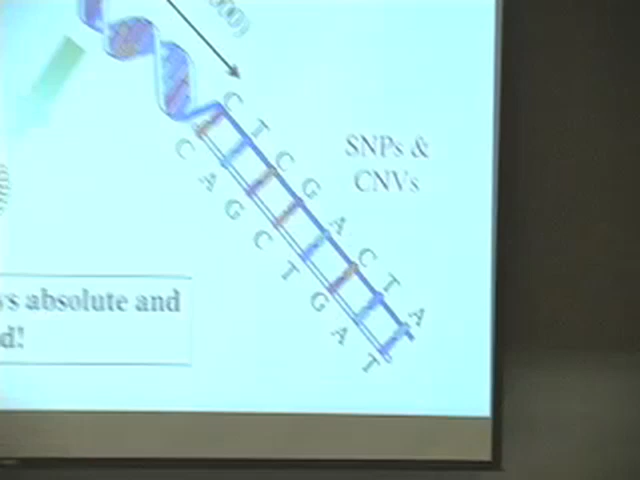 SNPs &
CNVs
C T C G A C T A
C A G C T G A T
absolute and
d!